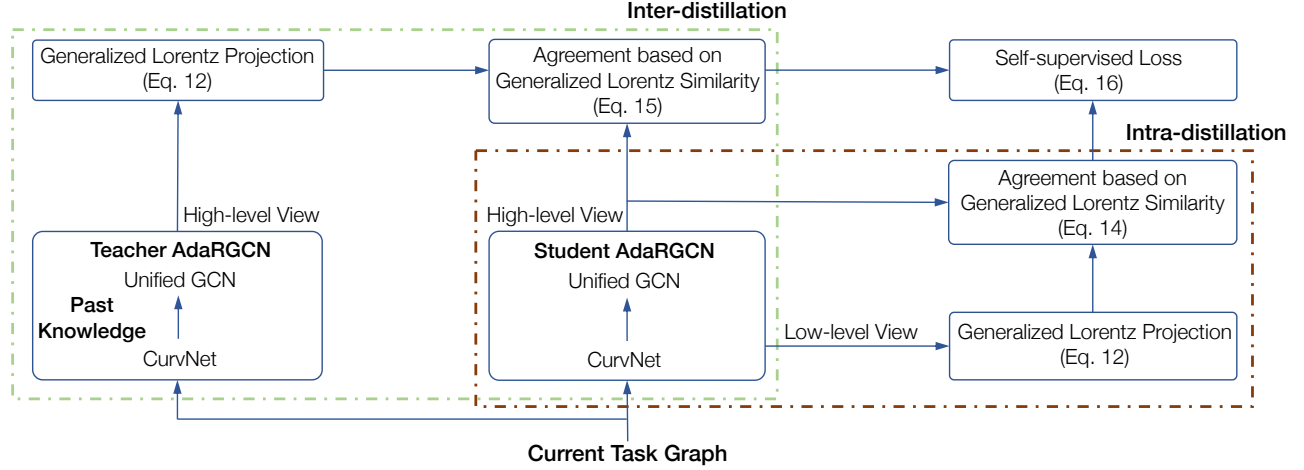 Inter-distillation
Generalized Lorentz Projection
(Eq. 12)
Agreement based on
Generalized Lorentz Similarity
(Eq. 15)
Self-supervised Loss
(Eq. 16)
Intra-distillation
Agreement based on
Generalized Lorentz Similarity
(Eq. 14)
High-level View
High-level View
Teacher AdaRGCN
Unified GCN
Past
Knowledge
CurvNet
Student AdaRGCN
Unified GCN
CurvNet
Low-level View
Generalized Lorentz Projection
(Eq. 12)
Current Task Graph